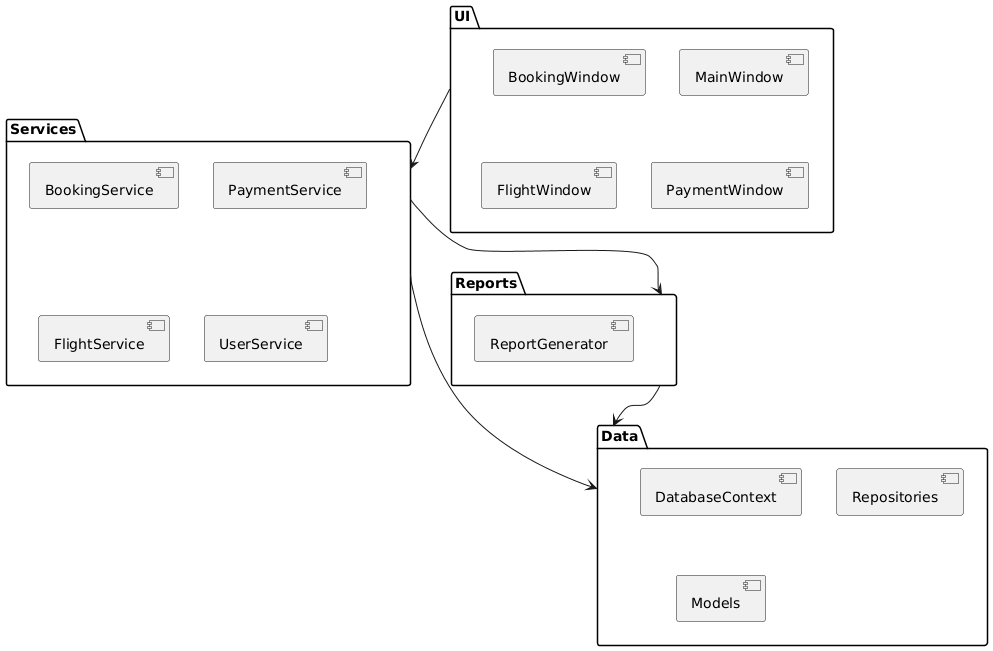 UI
BookingWindow
MainWindow
FlightWindow
PaymentWindow
Services
BookingService
PaymentService
FlightService
UserService
Reports
ReportGenerator
Data
DatabaseContext
Repositories
Models